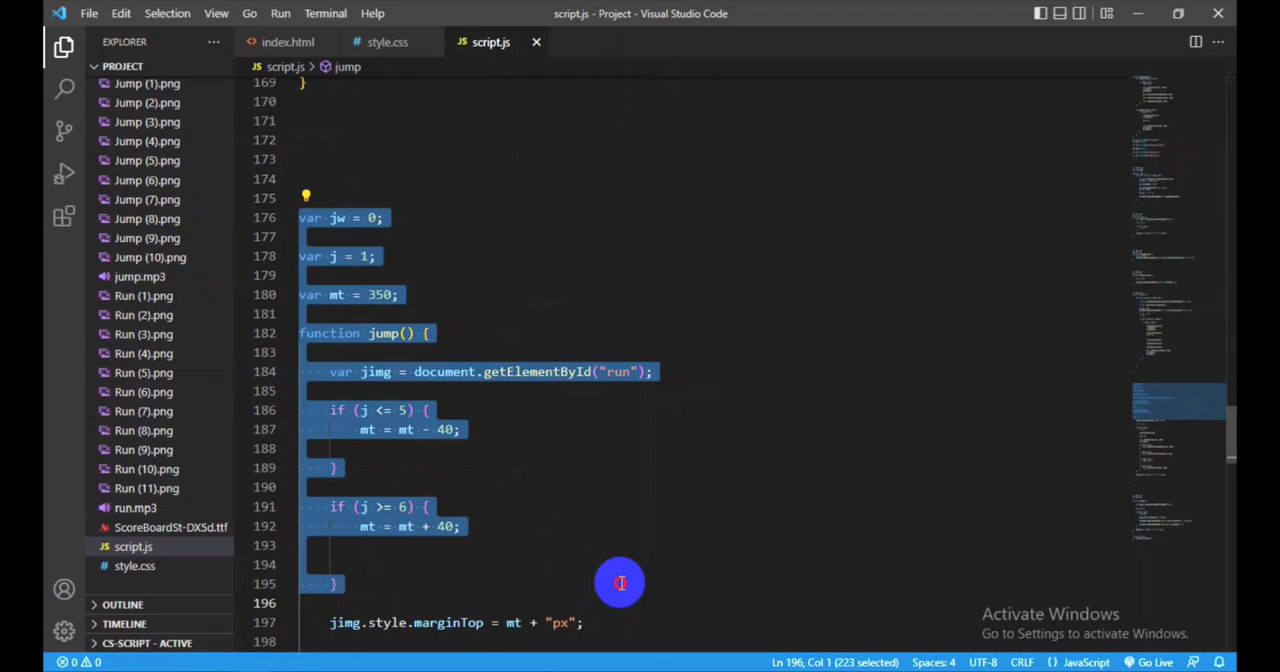 File Edit Selection View Go Run Terminal Help script.js - Project - Visual Studio Code
EXPLORER ···
PROJECT
Jump (1).png
Jump (2).png
Jump (3).png
Jump (4).png
Jump (5).png
Jump (6).png
Jump (7).png
Jump (8).png
Jump (9).png
Jump (10).png
jump.mp3
Run (1).png
Run (2).png
Run (3).png
Run (4).png
Run (5).png
Run (6).png
Run (7).png
Run (8).png
Run (9).png
Run (10).png
Run (11).png
run.mp3
ScoreBoardSt-DX5d.ttf
JS script.js
# style.css
OUTLINE
TIMELINE
CS-SCRIPT - ACTIVE
<> index.html # style.css JS script.js
JS script.js > jump
169 }
170
171
172
173
174
175
176 var jw = 0;
177
178 var j = 1;
179
180 var mt = 350;
181
182 function jump() {
183
184 var jimg = document.getElementById("run");
185
186 if (j <= 5) {
187 mt = mt - 40;
188
189 }
190
191 if (j >= 6) {
192 mt = mt + 40;
193
194
195 }
196
197 jimg.style.marginTop = mt + "px";
198
Activate Windows
Go to Settings to activate Windows.
0 0 Ln 196, Col 1 (223 selected) Spaces: 4 UTF-8 CRLF JavaScript Go Live